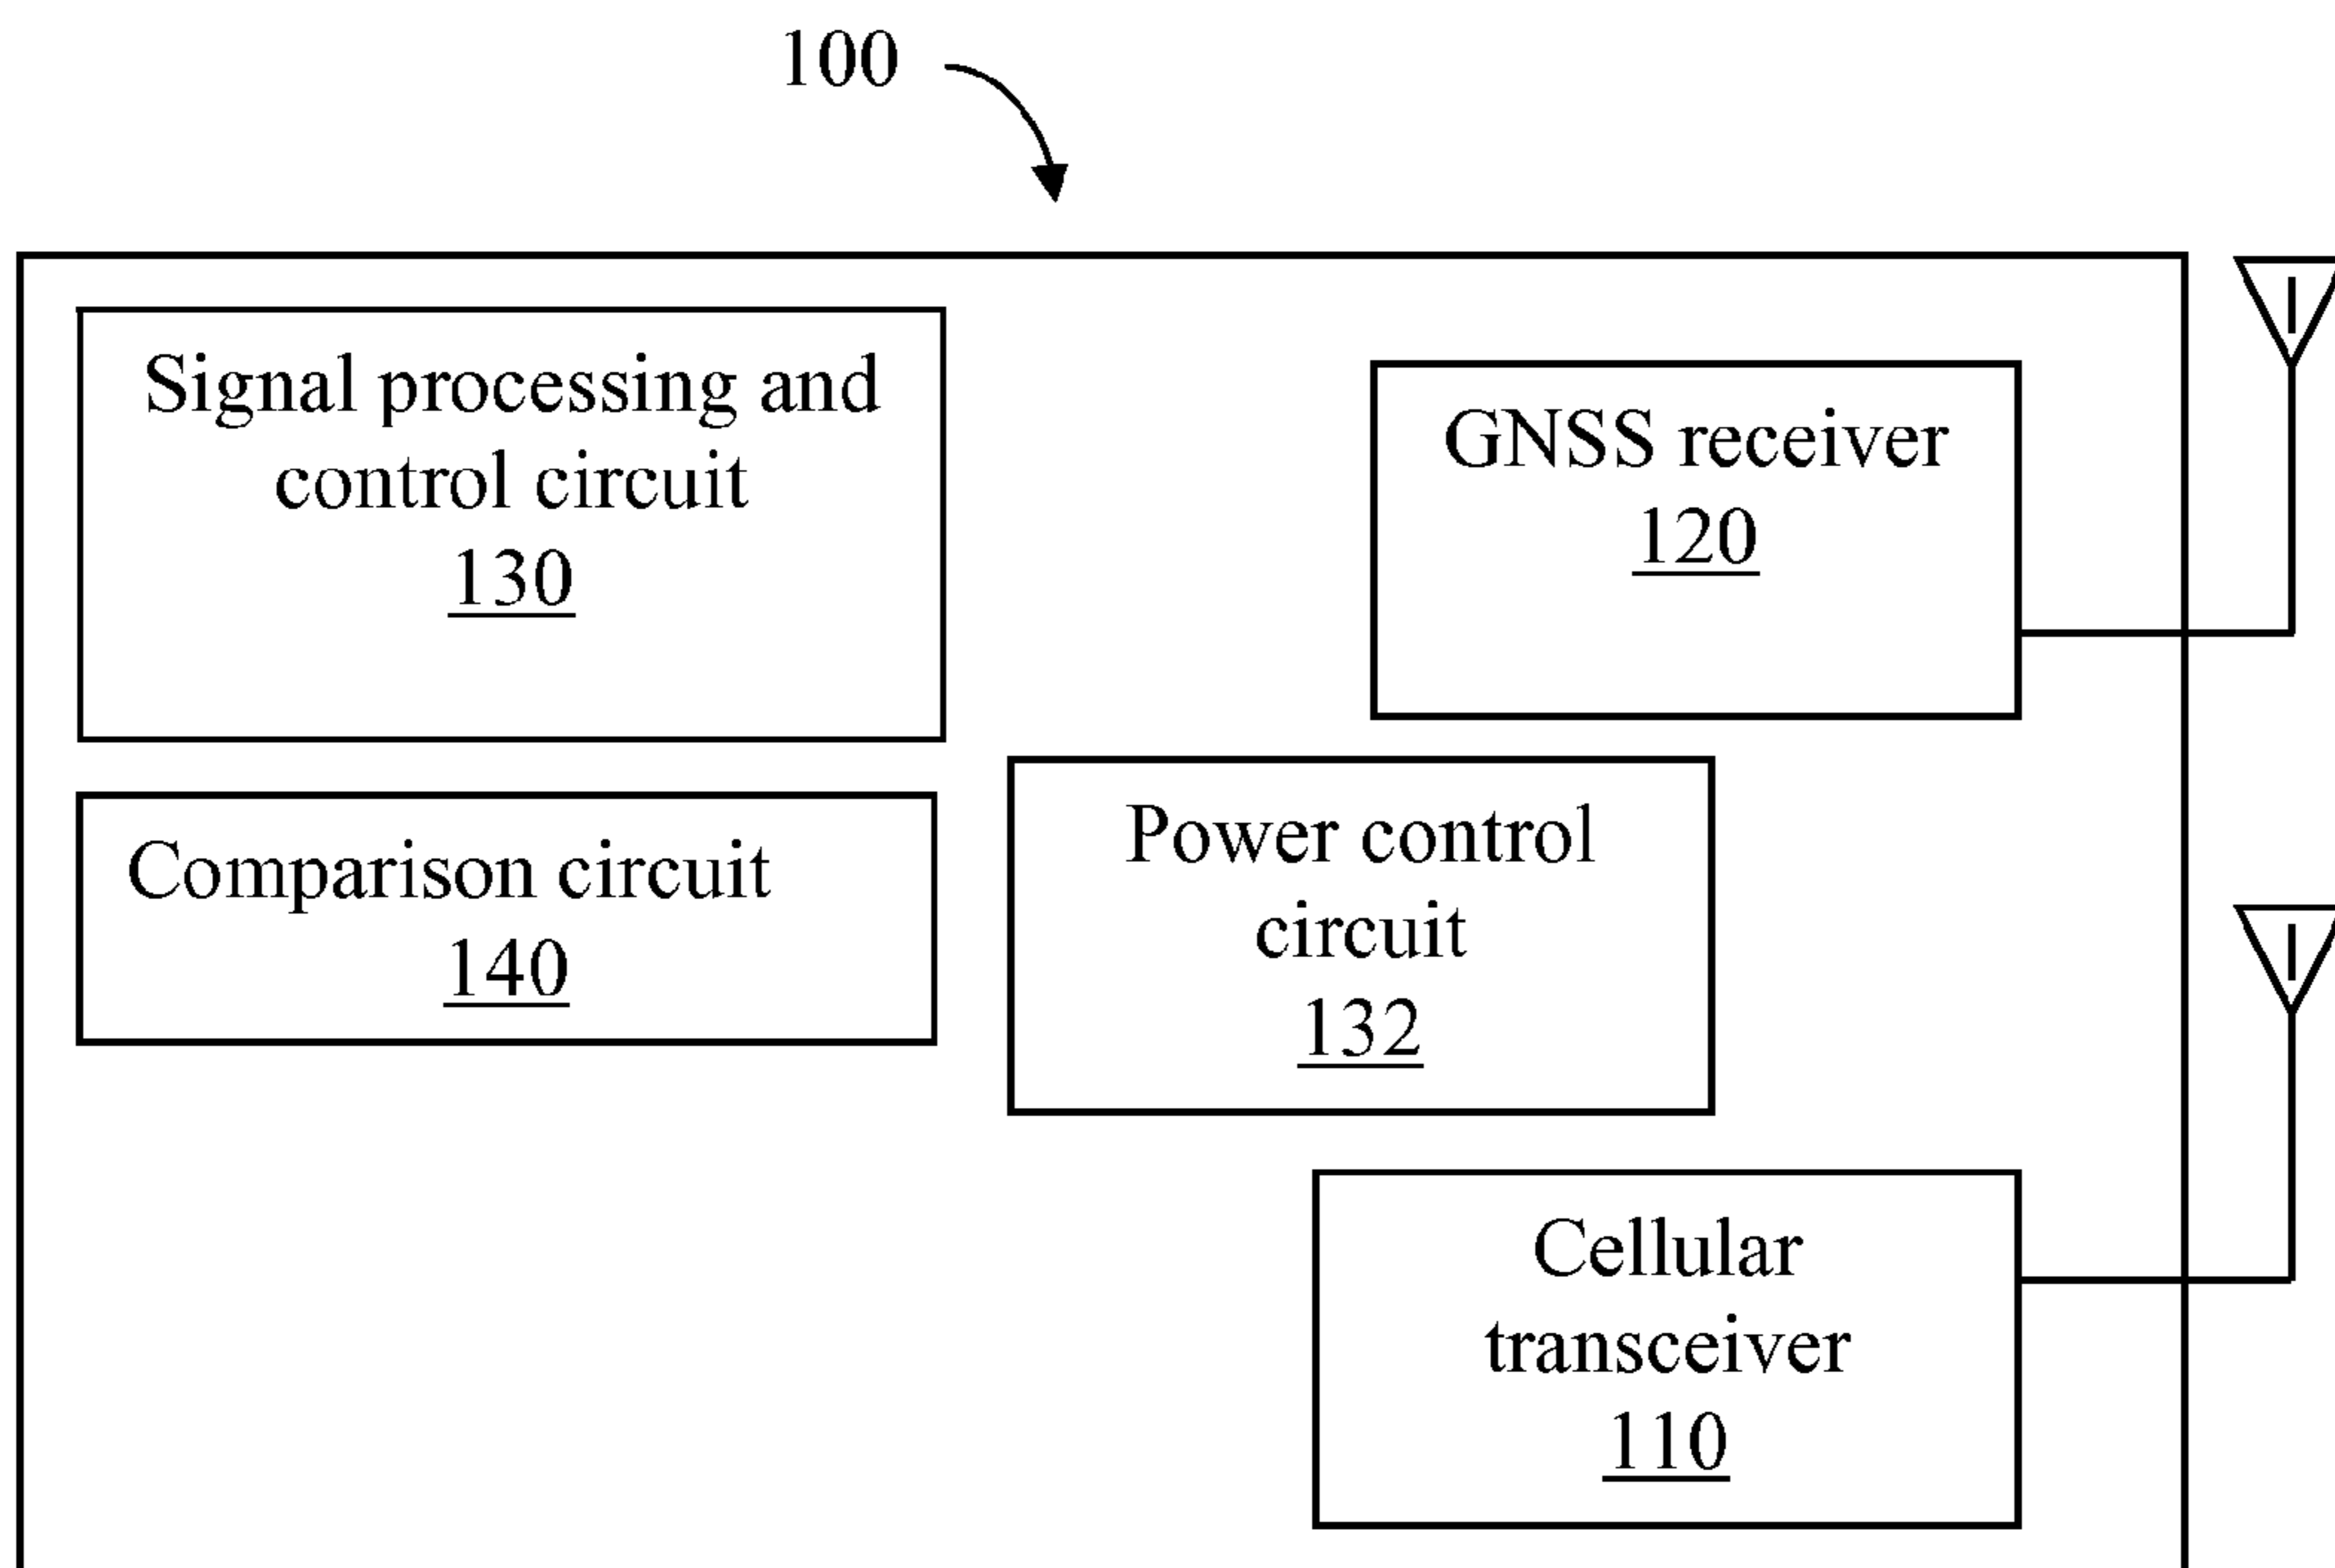 100
Signal processing and
control circuit
130
GNSS receiver
120
Comparison circuit
140
Power control
circuit
132
Cellular
transceiver
110